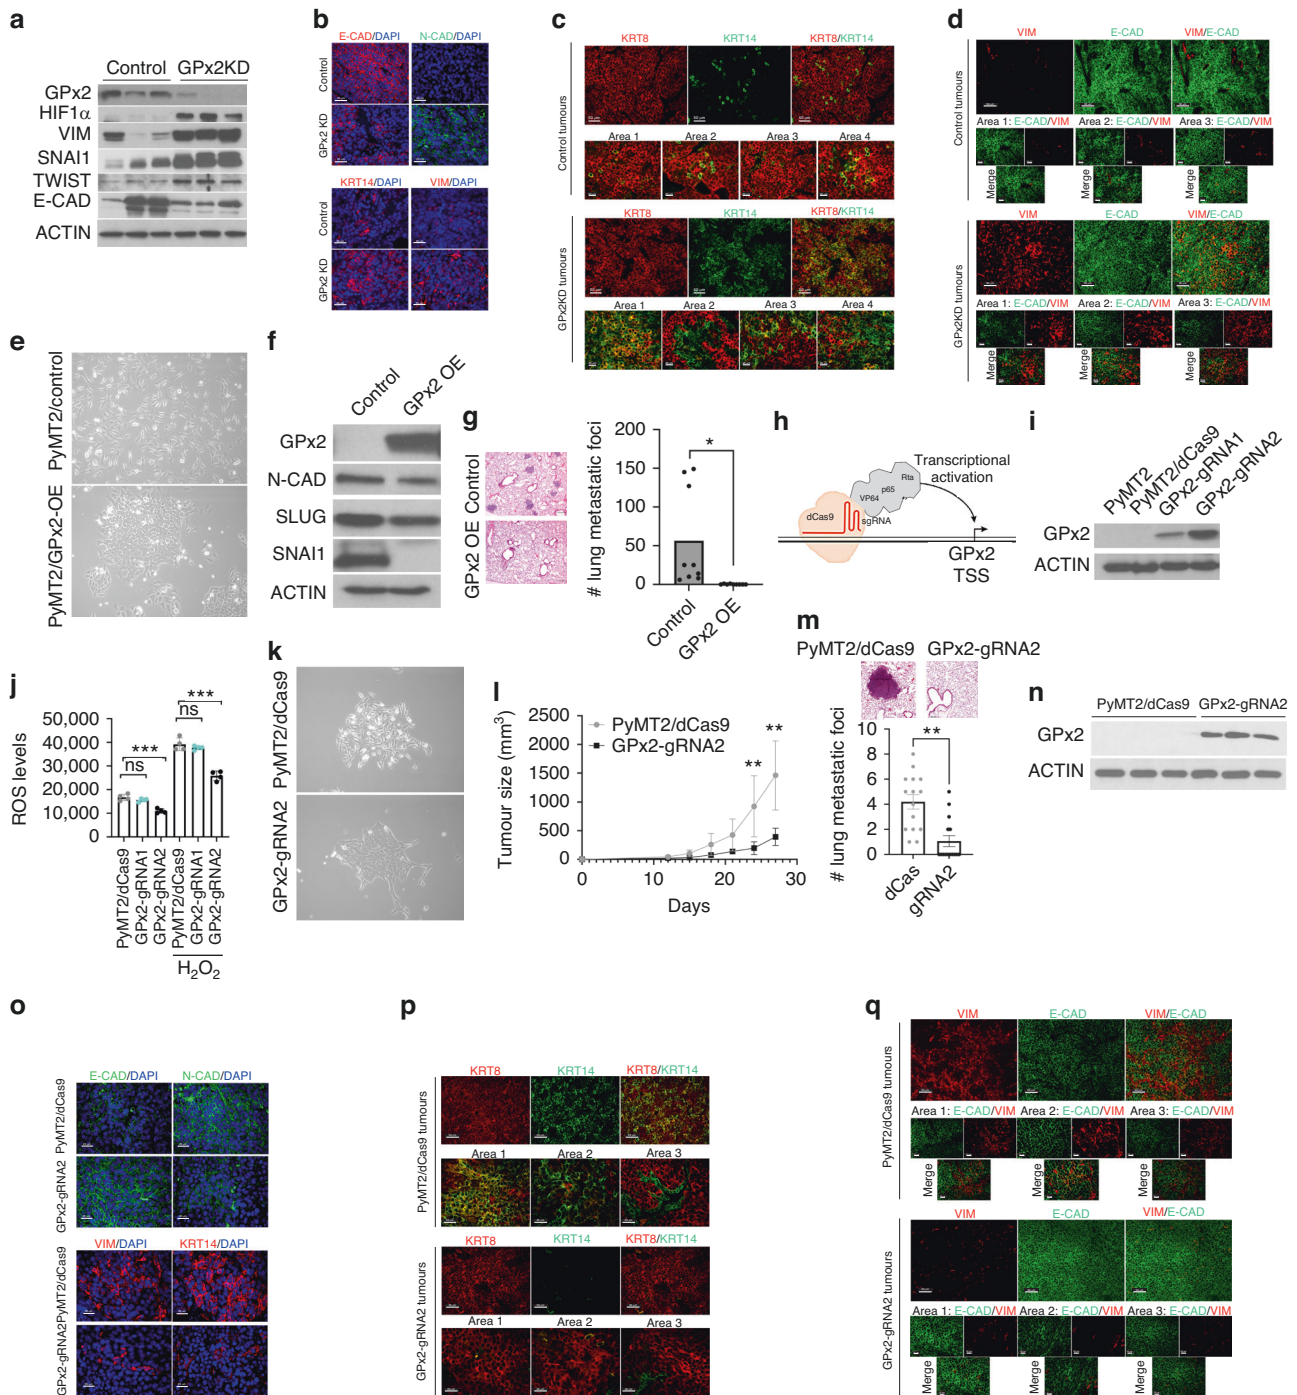 a
Control GPx2KD
GPx2
HIF1α
VIM
SNAI1
TWIST
E-CAD
ACTIN
b
E-CAD/DAPI N-CAD/DAPI
Control
GPx2 KD
KRT14/DAPI VIM/DAPI
Control
GPx2 KD
c
KRT8 KRT14 KRT8/KRT14
Control tumours
Area 1 Area 2 Area 3 Area 4
KRT8 KRT14 KRT8/KRT14
GPx2KD tumours
Area 1 Area 2 Area 3 Area 4
d
VIM E-CAD VIM/E-CAD
Control tumours
Area 1: E-CAD/VIM Area 2: E-CAD/VIM Area 3: E-CAD/VIM
Merge Merge Merge
VIM E-CAD VIM/E-CAD
GPx2KD tumours
Area 1: E-CAD/VIM Area 2: E-CAD/VIM Area 3: E-CAD/VIM
Merge Merge Merge
e
PyMT2/control
PyMT2/GPx2-OE
f
Control GPx2 OE
GPx2
N-CAD
SLUG
SNAI1
ACTIN
g
Control
GPx2 OE
# lung metastatic foci
200
150
100
50
0
*
Control GPx2 OE
h
Transcriptional
activation
Rta
p65
VP64
dCas9
sgRNA
GPx2
TSS
i
PyMT2 PyMT2/dCas9 GPx2-gRNA1 GPx2-gRNA2
GPx2
ACTIN
j
ROS levels
50,000
40,000
30,000
20,000
10,000
0
*** ns *** ns
PyMT2/dCas9 GPx2-gRNA1 GPx2-gRNA2 PyMT2/dCas9 GPx2-gRNA1 GPx2-gRNA2
H2O2
k
PyMT2/dCas9
GPx2-gRNA2
l
Tumour size (mm³)
2500
2000
1500
1000
500
0
PyMT2/dCas9
GPx2-gRNA2
** **
0 10 20 30
Days
m
PyMT2/dCas9 GPx2-gRNA2
# lung metastatic foci
10
8
6
4
2
0
**
dCas gRNA2
n
PyMT2/dCas9 GPx2-gRNA2
GPx2
ACTIN
o
E-CAD/DAPI N-CAD/DAPI
PyMT2/dCas9
GPx2-gRNA2
VIM/DAPI KRT14/DAPI
PyMT2/dCas9
GPx2-gRNA2
p
KRT8 KRT14 KRT8/KRT14
PyMT2/dCas9 tumours
Area 1 Area 2 Area 3
KRT8 KRT14 KRT8/KRT14
GPx2-gRNA2 tumours
Area 1 Area 2 Area 3
q
VIM E-CAD VIM/E-CAD
PyMT2/dCas9 tumours
Area 1: E-CAD/VIM Area 2: E-CAD/VIM Area 3: E-CAD/VIM
Merge Merge Merge
VIM E-CAD VIM/E-CAD
GPx2-gRNA2 tumours
Area 1: E-CAD/VIM Area 2: E-CAD/VIM Area 3: E-CAD/VIM
Merge Merge Merge